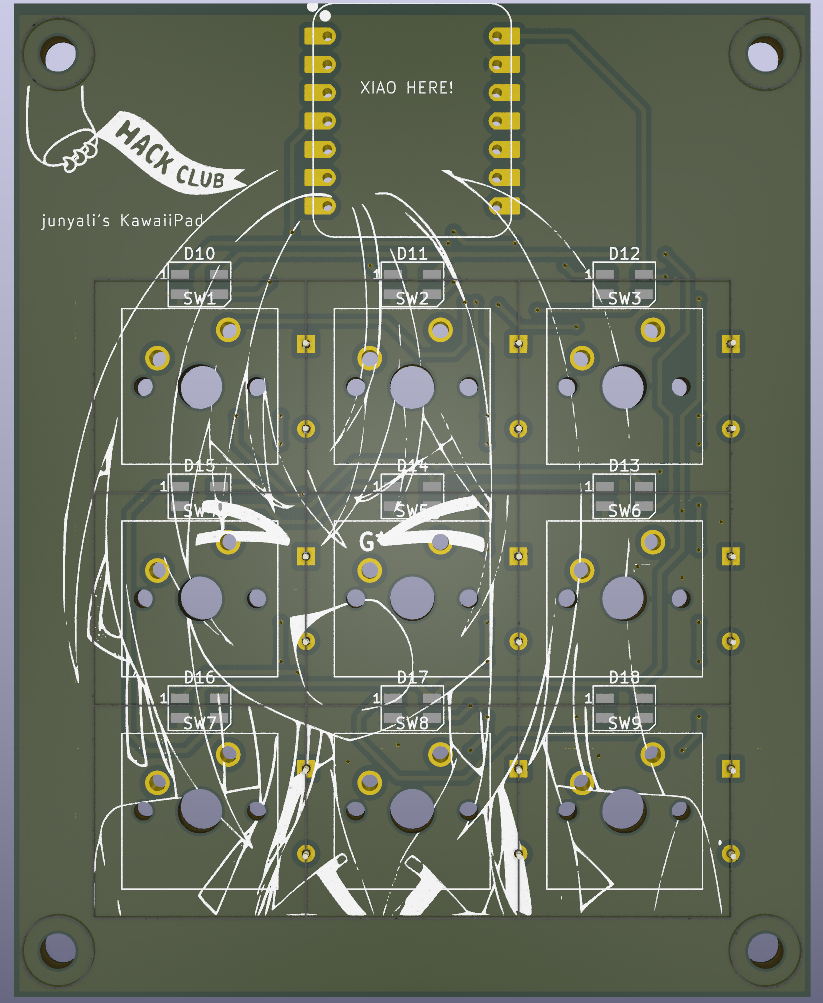 XIAO HERE!
HACK CLUB
junyali's KawaiiPad
D10 D11 D12
1 1 1
SW1 SW2 SW3
D15 D14 D13
1 1 1
SW5 SW6
G
D16 D17 D18
1 1 1
SW7 SW8 SW9